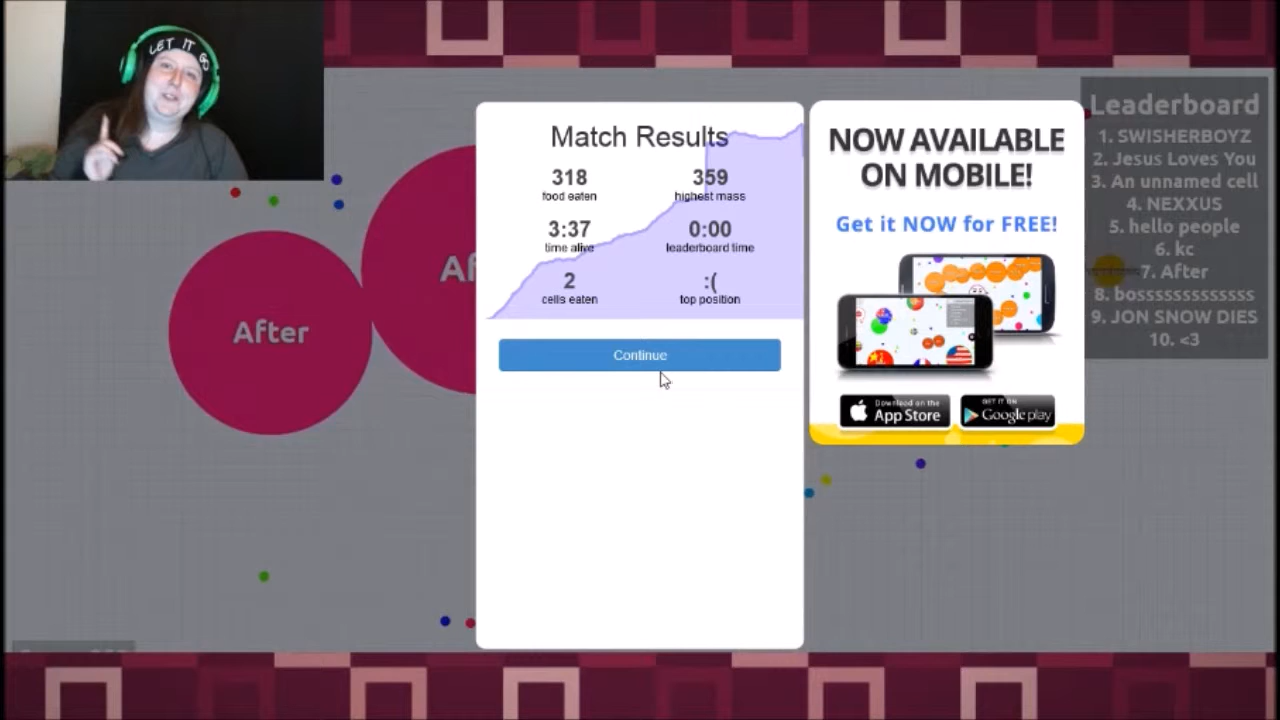 LET IT GO
After
Af
Match Results
318
food eaten
359
highest mass
3:37
time alive
0:00
leaderboard time
2
cells eaten
:(
top position
Continue
NOW AVAILABLE
ON MOBILE!
Get it NOW for FREE!
Download on the
App Store
GET IT ON
Google play
Leaderboard
1. SWISHERBOYZ
2. Jesus Loves You
3. An unnamed cell
4. NEXXUS
5. hello people
6. kc
7. After
8. bosssssssssssss
9. JON SNOW DIES
10. <3